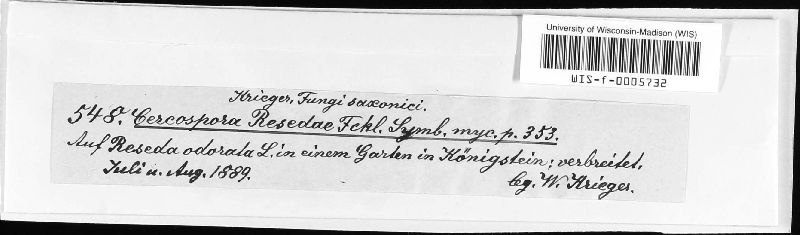 University of Wisconsin-Madison (WIS)
WIS-f-0005732
Krieger, Fungi saxonici.
548. Cercospora Resedae Fckl. Symb. myc. p. 353.
Auf Reseda odorata L. in einem Garten in Königstein; verbreitet.
Juli u. Aug. 1889.
lg. W. Krieger.